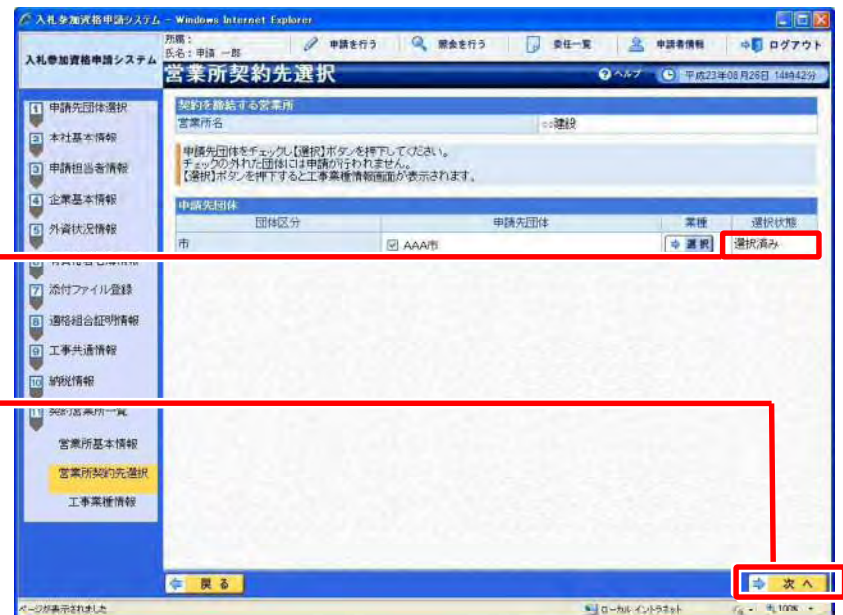 入札参加資格申請システム - Windows Internet Explorer
入札参加資格申請システム
所属：
氏名：申請 一郎
申請を行う
照会を行う
委任一覧
申請者情報
ログアウト
営業所契約先選択
ヘルプ
平成23年08月26日 14時42分
1 申請先団体選択
2 本社基本情報
3 申請担当者情報
4 企業基本情報
5 外資状況情報
7 添付ファイル登録
8 適格組合証明情報
9 工事共通情報
10 納税情報
11 契約営業所一覧
営業所基本情報
営業所契約先選択
工事業種情報
契約を締結する営業所
営業所名 ○○建設
申請先団体をチェックし【選択】ボタンを押下してください。
チェックの外れた団体には申請が行われません。
【選択】ボタンを押下すると工事業種情報画面が表示されます。
申請先団体
団体区分 申請先団体 業種 選択状態
市 AAA市 選択 選択済み
戻る
次へ
ページが表示されました
ローカル イントラネット
100%